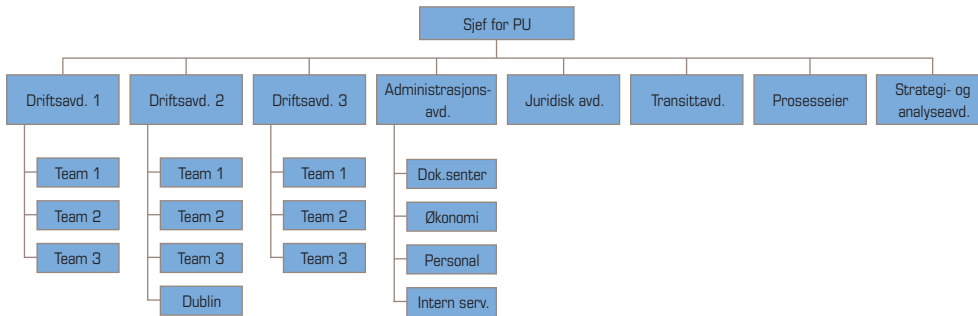 Sjef for PU
Driftsavd. 1
Driftsavd. 2
Driftsavd. 3
Administrasjons-
avd.
Juridisk avd.
Transittavd.
Prosesseier
Strategi- og
analyseavd.
Team 1
Team 2
Team 3
Team 1
Team 2
Team 3
Dublin
Team 1
Team 2
Team 3
Dok.senter
Økonomi
Personal
Intern serv.